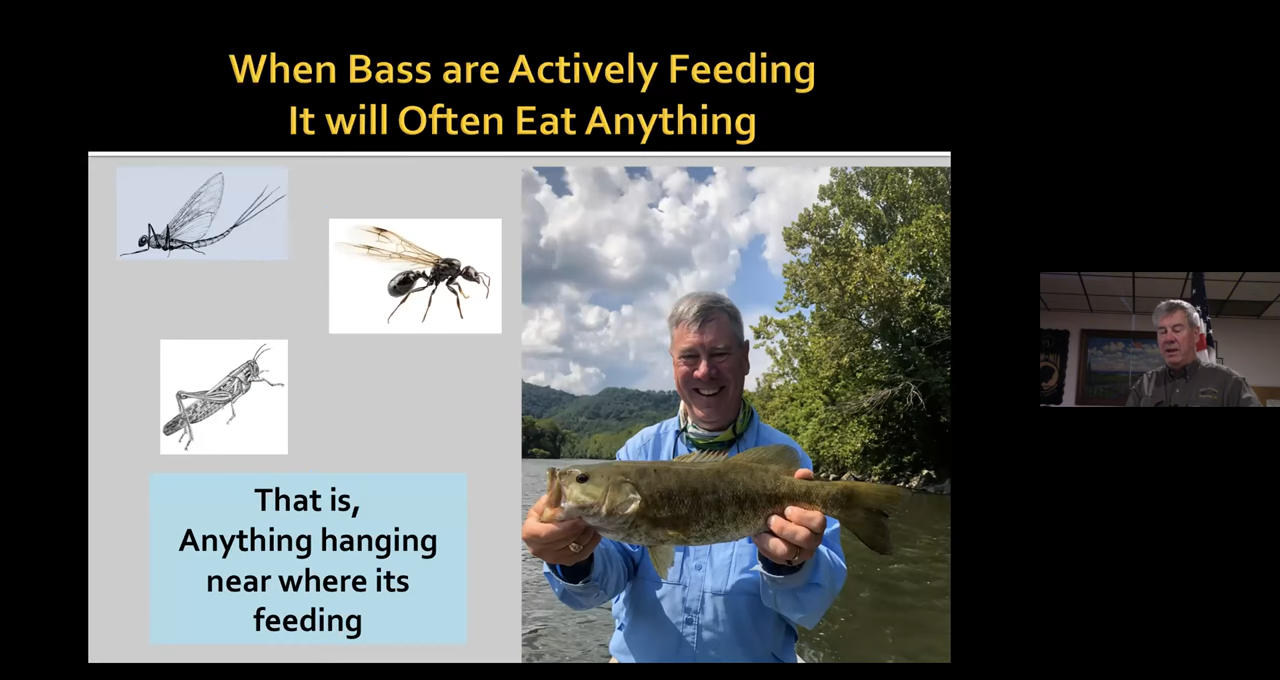 When Bass are Actively Feeding
It will Often Eat Anything
That is,
Anything hanging
near where its
feeding